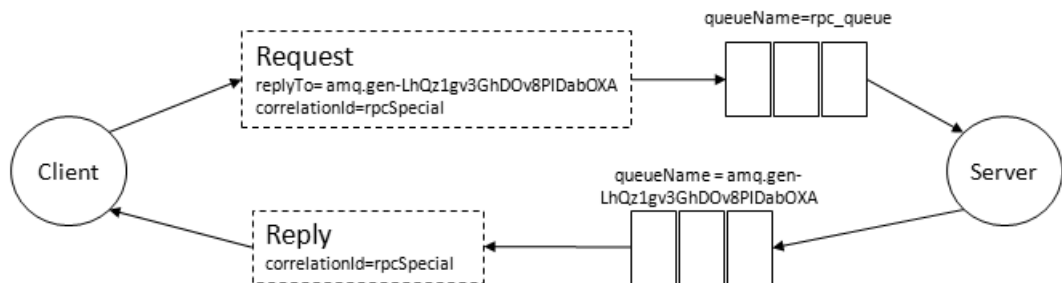 queueName=rpc_queue
Request
replyTo= amq.gen-LhQz1gv3GhDOv8PIDabOXA
correlationId=rpcSpecial
Client
Server
queueName = amq.gen-
LhQz1gv3GhDOv8PIDabOXA
Reply
correlationId=rpcSpecial